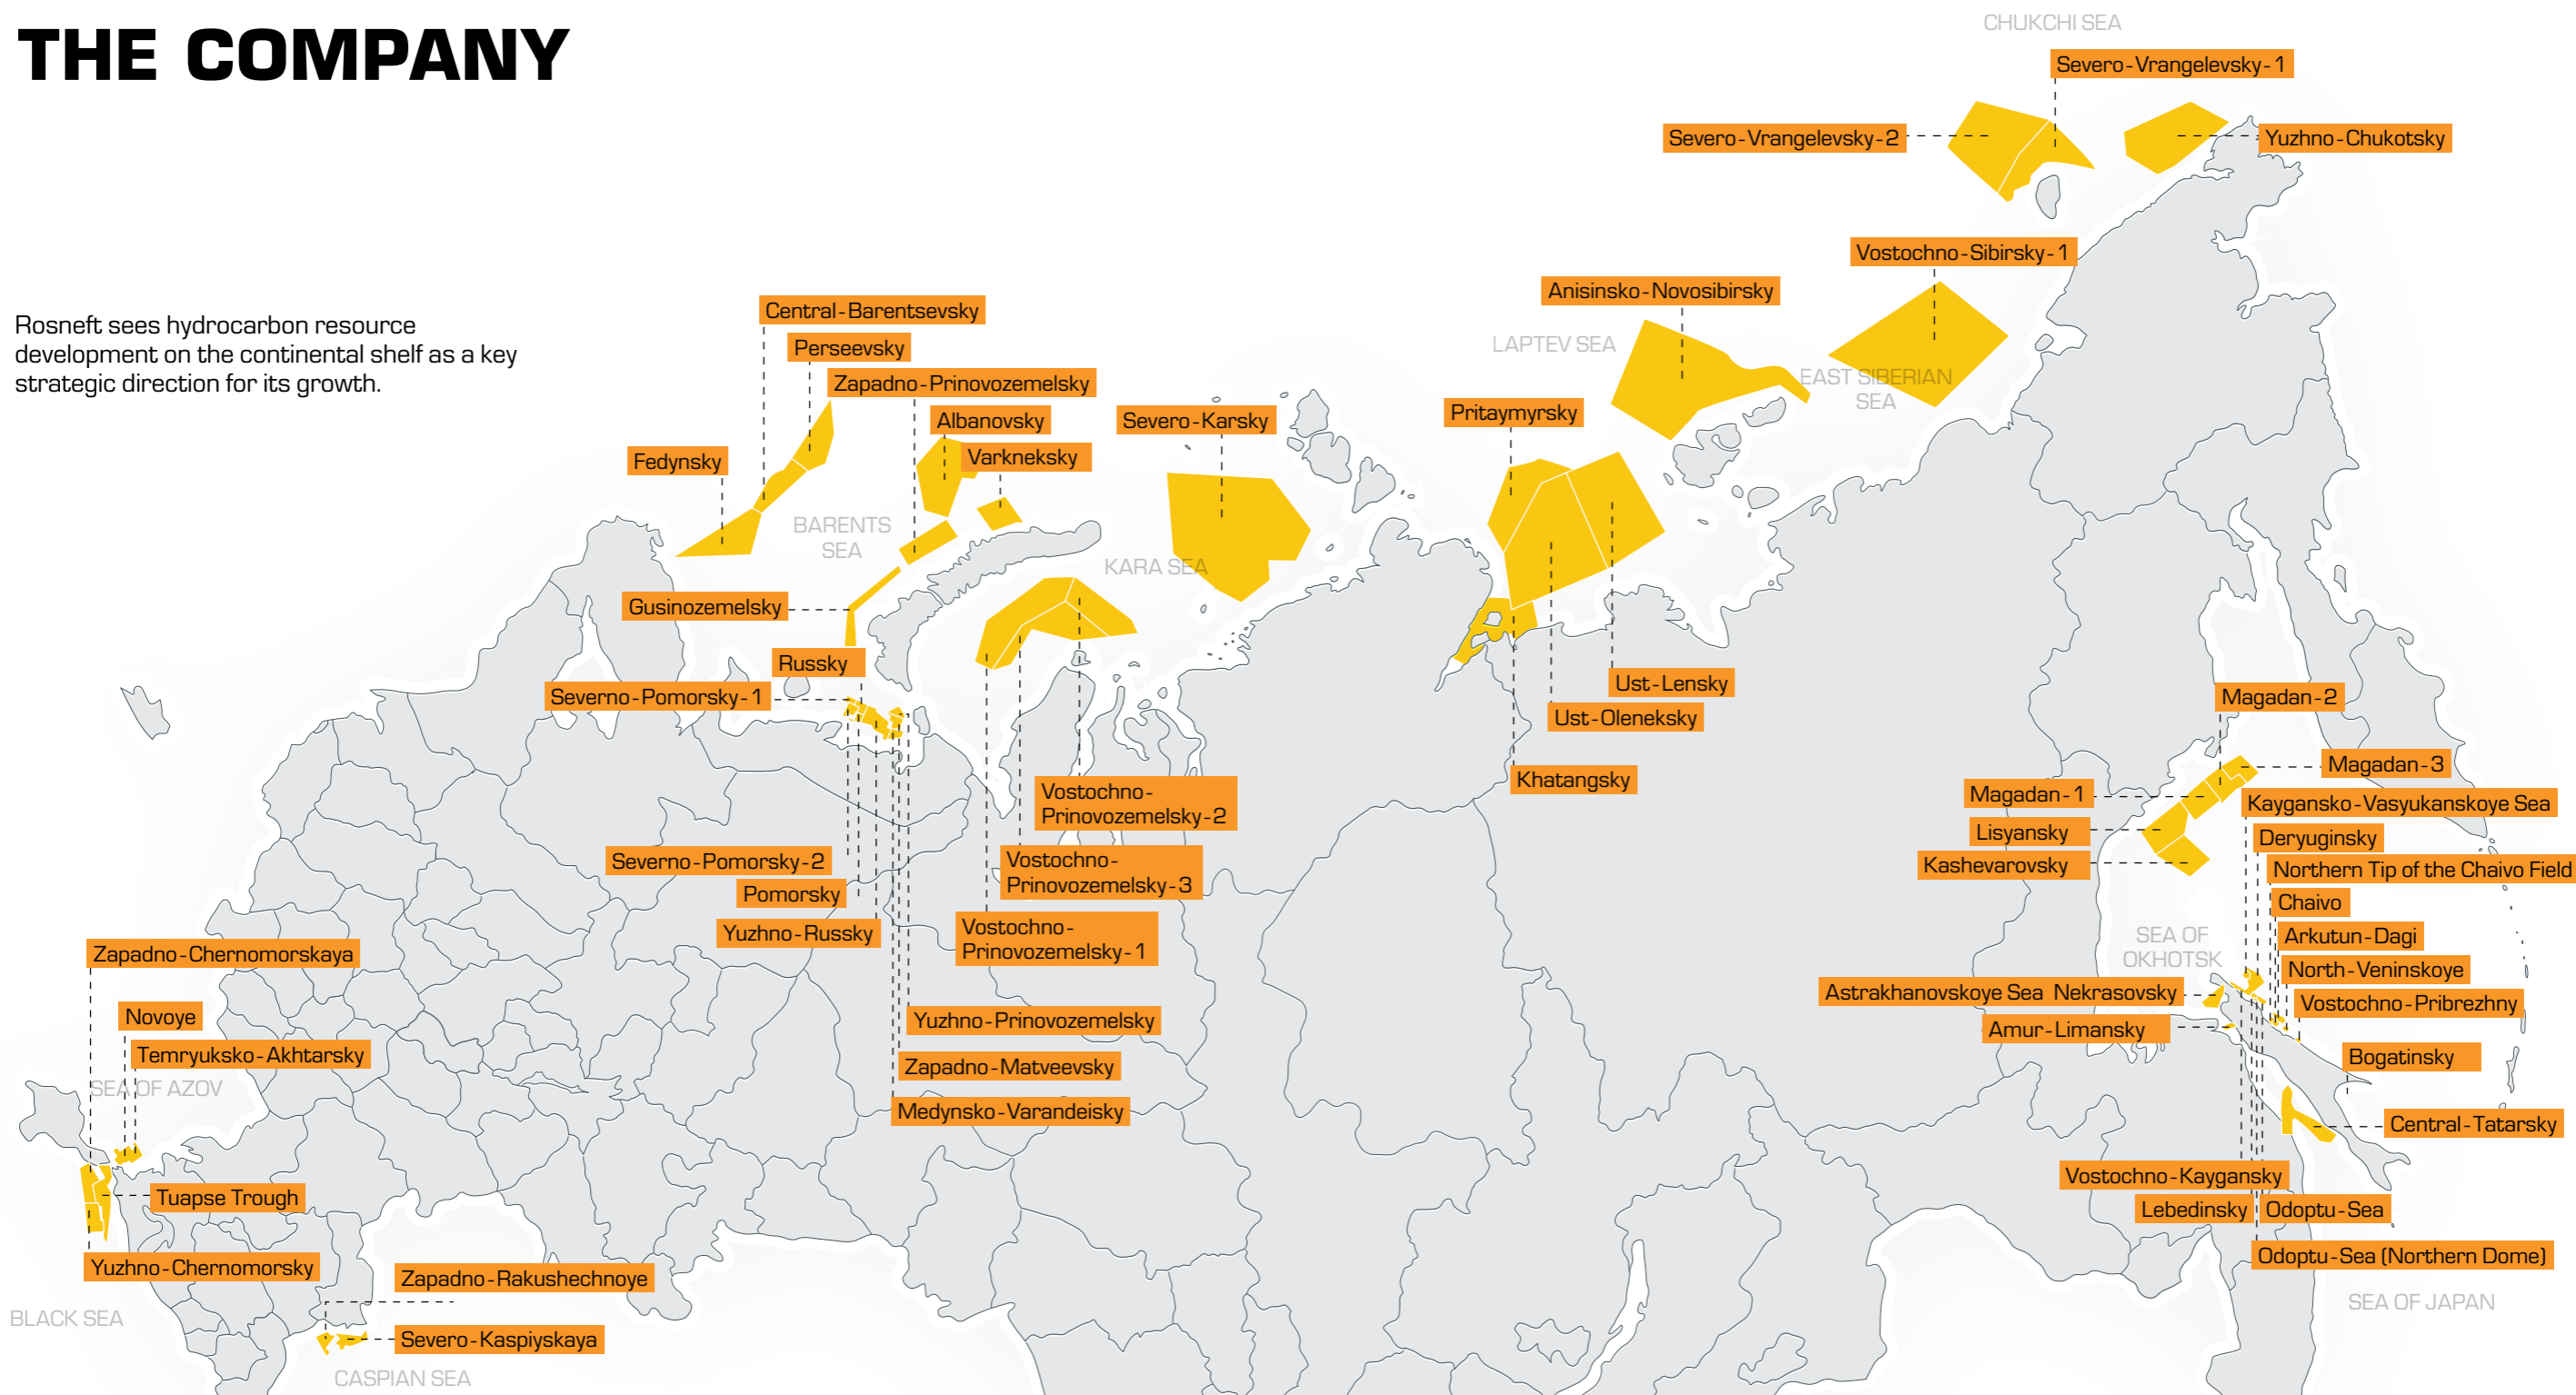 THE COMPANY
CHUKCHI SEA
Severo-Vrangelevsky-1
Severo-Vrangelevsky-2
Yuzhno-Chukotsky
Vostochno-Sibirsky-1
Anisinsko-Novosibirsky
LAPTEV SEA
EAST SIBERIAN
SEA
Rosneft sees hydrocarbon resource
development on the continental shelf as a key
strategic direction for its growth.
Central-Barentsevsky
Perseevsky
Zapadno-Prinovozemelsky
Albanovsky
Varkneksky
Fedynsky
Severo-Karsky
Pritaymyrsky
BARENTS
SEA
KARA SEA
Gusinozemelsky
Russky
Severno-Pomorsky-1
Ust-Lensky
Ust-Oleneksky
Khatangsky
Vostochno-
Prinovozemelsky-2
Vostochno-
Prinovozemelsky-3
Vostochno-
Prinovozemelsky-1
Severno-Pomorsky-2
Pomorsky
Yuzhno-Russky
Yuzhno-Prinovozemelsky
Zapadno-Matveevsky
Medynsko-Varandeisky
Magadan-2
Magadan-3
Magadan-1
Kaygansko-Vasyukanskoye Sea
Lisyansky
Deryuginsky
Kashevarovsky
Northern Tip of the Chaivo Field
Chaivo
SEA OF
OKHOTSK
Arkutun-Dagi
North-Veninskoye
Astrakhanovskoye Sea Nekrasovsky
Vostochno-Pribrezhny
Amur-Limansky
Bogatinsky
Central-Tatarsky
Vostochno-Kaygansky
Lebedinsky
Odoptu-Sea
Odoptu-Sea (Northern Dome)
SEA OF JAPAN
Zapadno-Chernomorskaya
Novoye
Temryuksko-Akhtarsky
SEA OF AZOV
Tuapse Trough
Yuzhno-Chernomorsky
BLACK SEA
Zapadno-Rakushechnoye
Severo-Kaspiyskaya
CASPIAN SEA